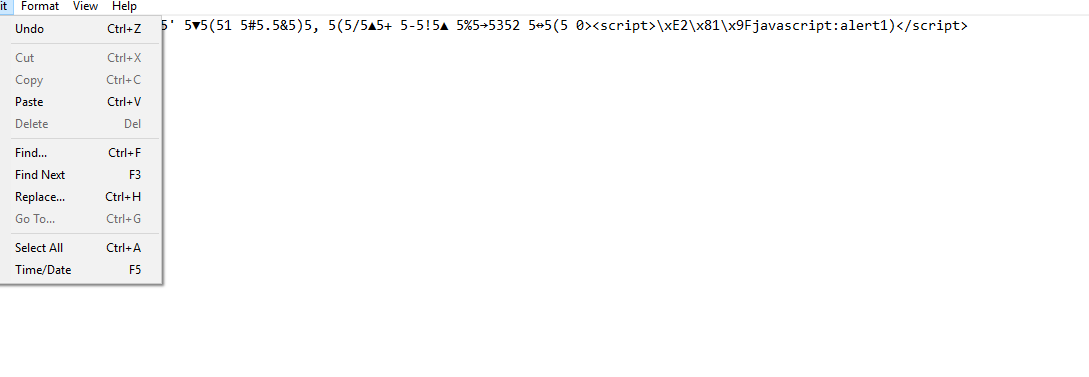 it Format View Help
5' 5▼5(51 5#5.5&5)5, 5(5/5▲5+ 5-5!5▲ 5%5→5352 5↔5(5 0><script>\xE2\x81\x9Fjavascript:alert1)</script>
Undo Ctrl+Z
Cut Ctrl+X
Copy Ctrl+C
Paste Ctrl+V
Delete Del
Find... Ctrl+F
Find Next F3
Replace... Ctrl+H
Go To... Ctrl+G
Select All Ctrl+A
Time/Date F5